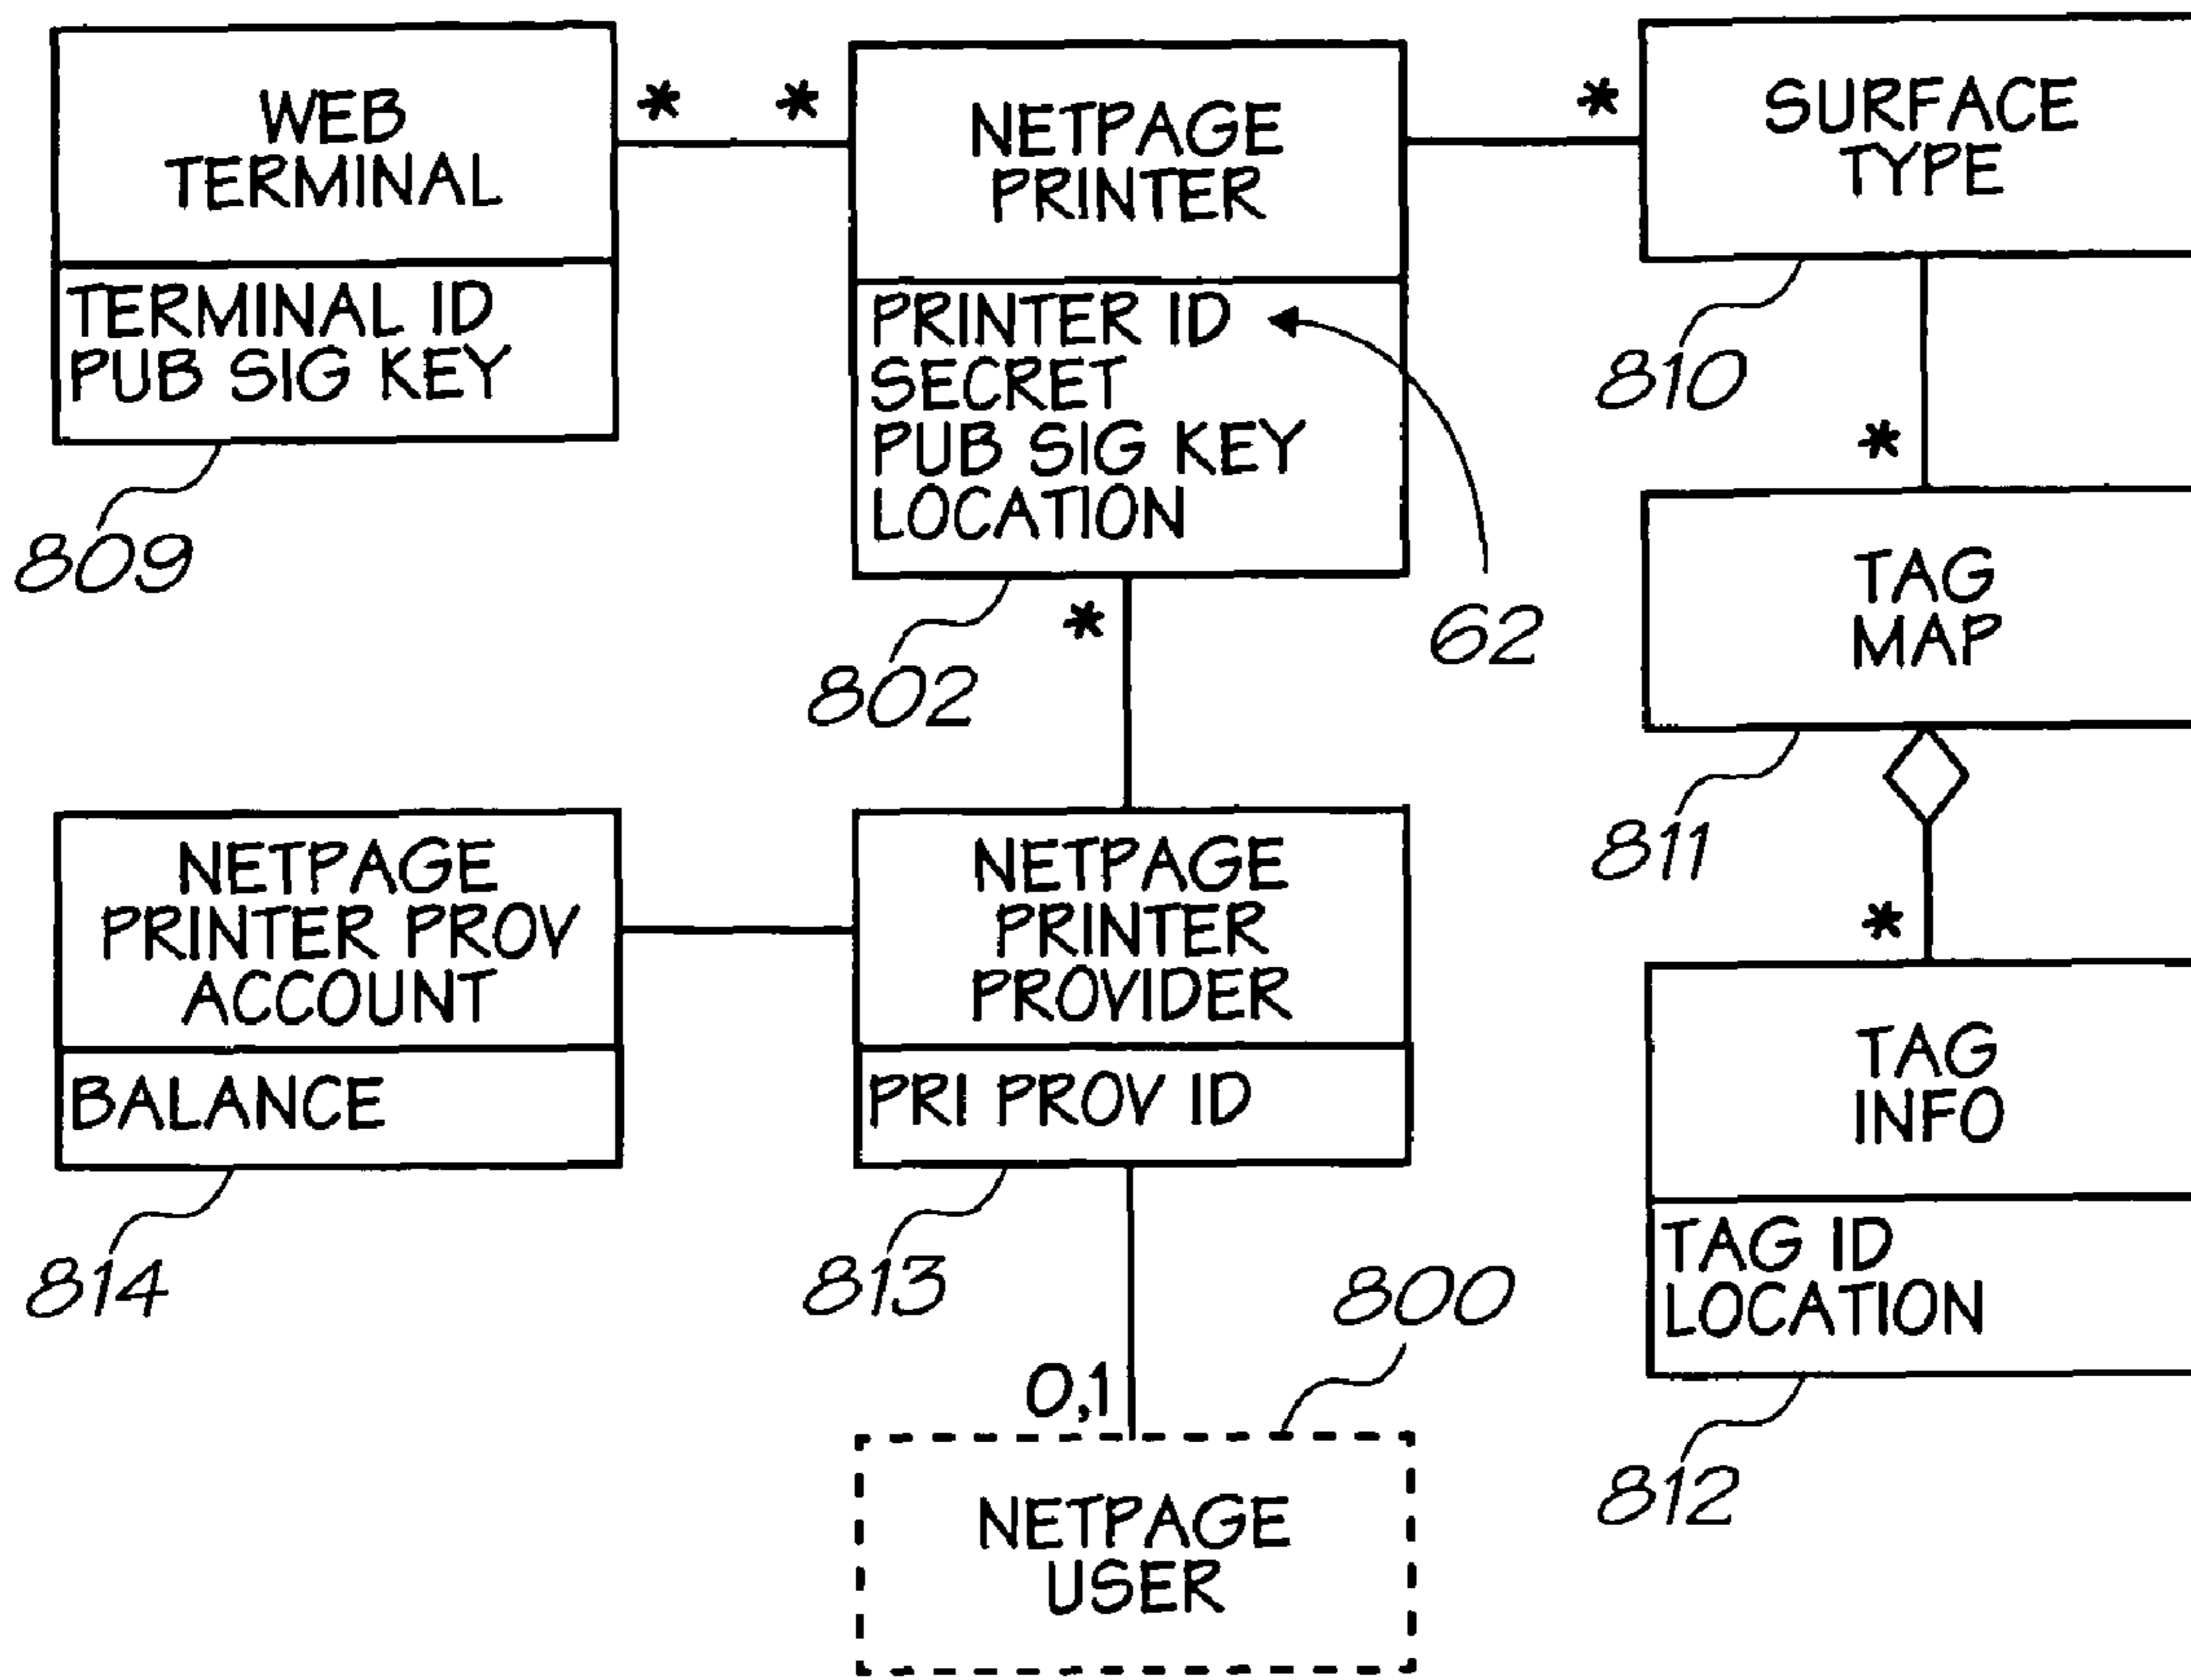 WEB
TERMINAL
TERMINAL ID
PUB SIG KEY
809
*
*
NETPAGE
PRINTER
PRINTER ID
SECRET
PUB SIG KEY
LOCATION
802
62
*
*
SURFACE
TYPE
810
*
TAG
MAP
811
*
TAG
INFO
TAG ID
LOCATION
812
NETPAGE
PRINTER PROV
ACCOUNT
BALANCE
814
NETPAGE
PRINTER
PROVIDER
PRI PROV ID
813
800
0,1
NETPAGE
USER